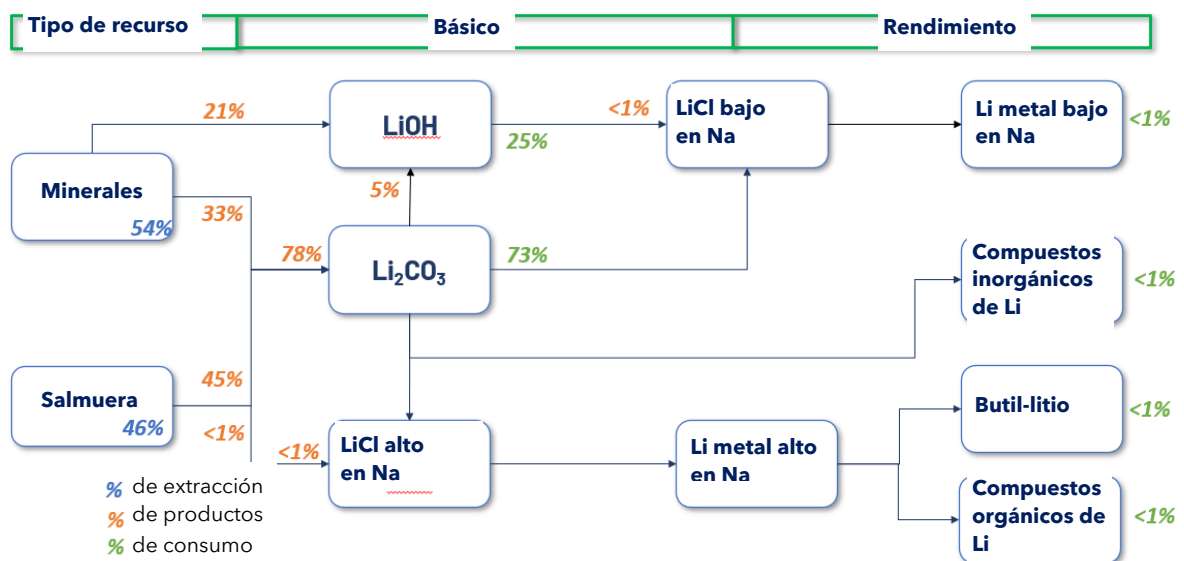 Tipo de recurso
Básico
Rendimiento
21%
LiOH
<1%
25%
LiCl bajo
en Na
Li metal bajo
en Na
<1%
Minerales
54%
33%
5%
78%
Li₂CO₃
73%
Compuestos
inorgánicos
de Li
<1%
Salmuera
46%
45%
<1%
<1%
LiCl alto
en Na
Li metal alto
en Na
Butil-litio
<1%
Compuestos
orgánicos de
Li
<1%
% de extracción
% de productos
% de consumo